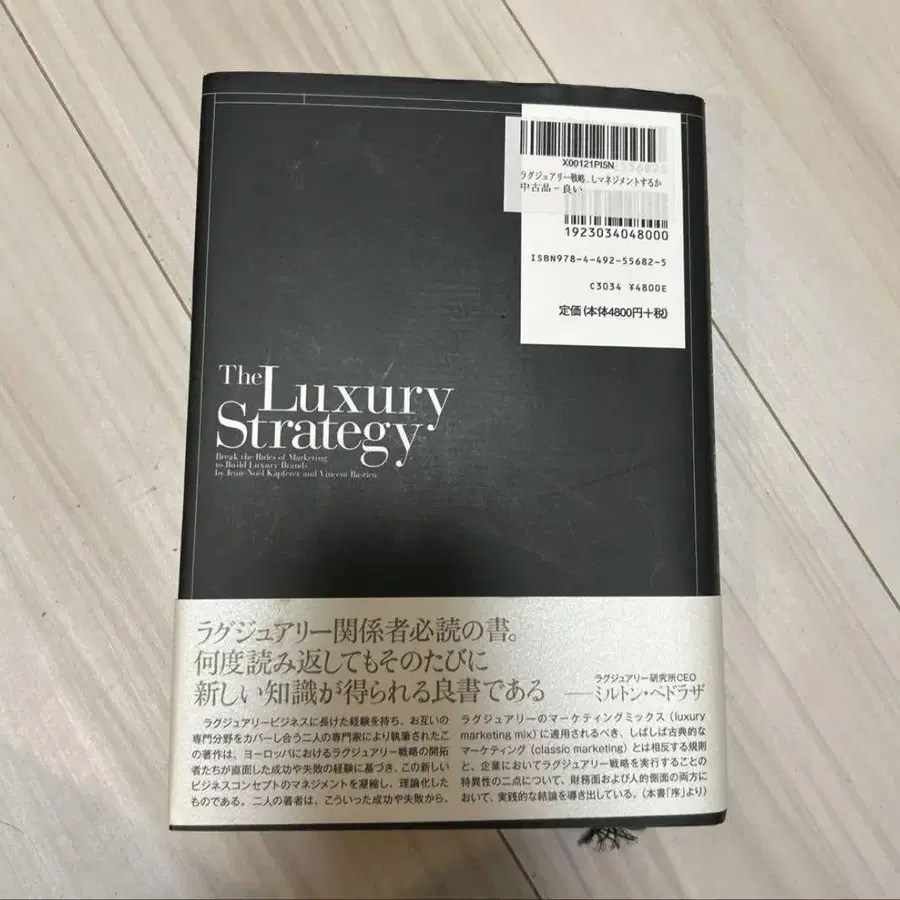 X00121PI5N
ラグジュアリー戦略...しマネジメントするか
中古品 - 良い
1923034048000
ISBN978-4-492-55682-5
C3034 ¥4800E
定価(本体4800円+税)
The Luxury
Strategy
Break the Rules of Marketing
to Build Luxury Brands
by Jean-Noël Kapferer and Vincent Bastien
ラグジュアリー関係者必読の書。
何度読み返してもそのたびに
新しい知識が得られる良書である
ラグジュアリー研究所CEO
——ミルトン・ペドラザ
ラグジュアリービジネスに長けた経験を持ち、お互いの
専門分野をカバーし合う二人の専門家により執筆されたこ
の著作は、ヨーロッパにおけるラグジュアリー戦略の開拓
者たちが直面した成功や失敗の経験に基づき、この新しい
ビジネスコンセプトのマネジメントを凝縮し、理論化した
ものである。二人の著者は、こういった成功や失敗から、
ラグジュアリーのマーケティングミックス(luxury
marketing mix)に適用されるべき、しばしば古典的な
マーケティング(classic marketing)とは相反する規則
と、企業においてラグジュアリー戦略を実行することの
特異性の二点について、財務面および人的側面の両方に
おいて、実践的な結論を導き出している。(本書「序」より)